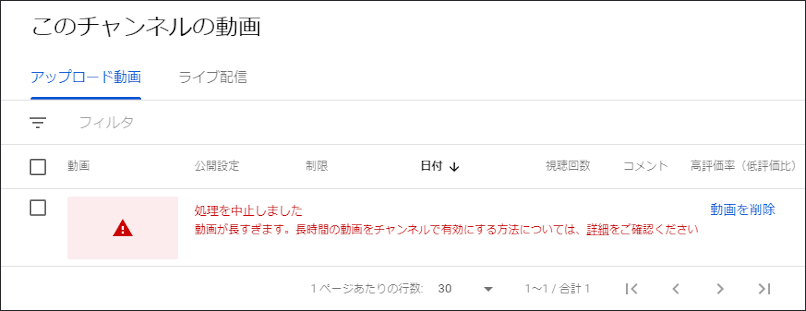 このチャンネルの動画
アップロード動画 ライブ配信
フィルタ
動画 公開設定 制限 日付 ↓ 視聴回数 コメント 高評価率（低評価比）
処理を中止しました 動画を削除
動画が長すぎます。長時間の動画をチャンネルで有効にする方法については、詳細をご確認ください
1 ページあたりの行数: 30 1～1 / 合計 1